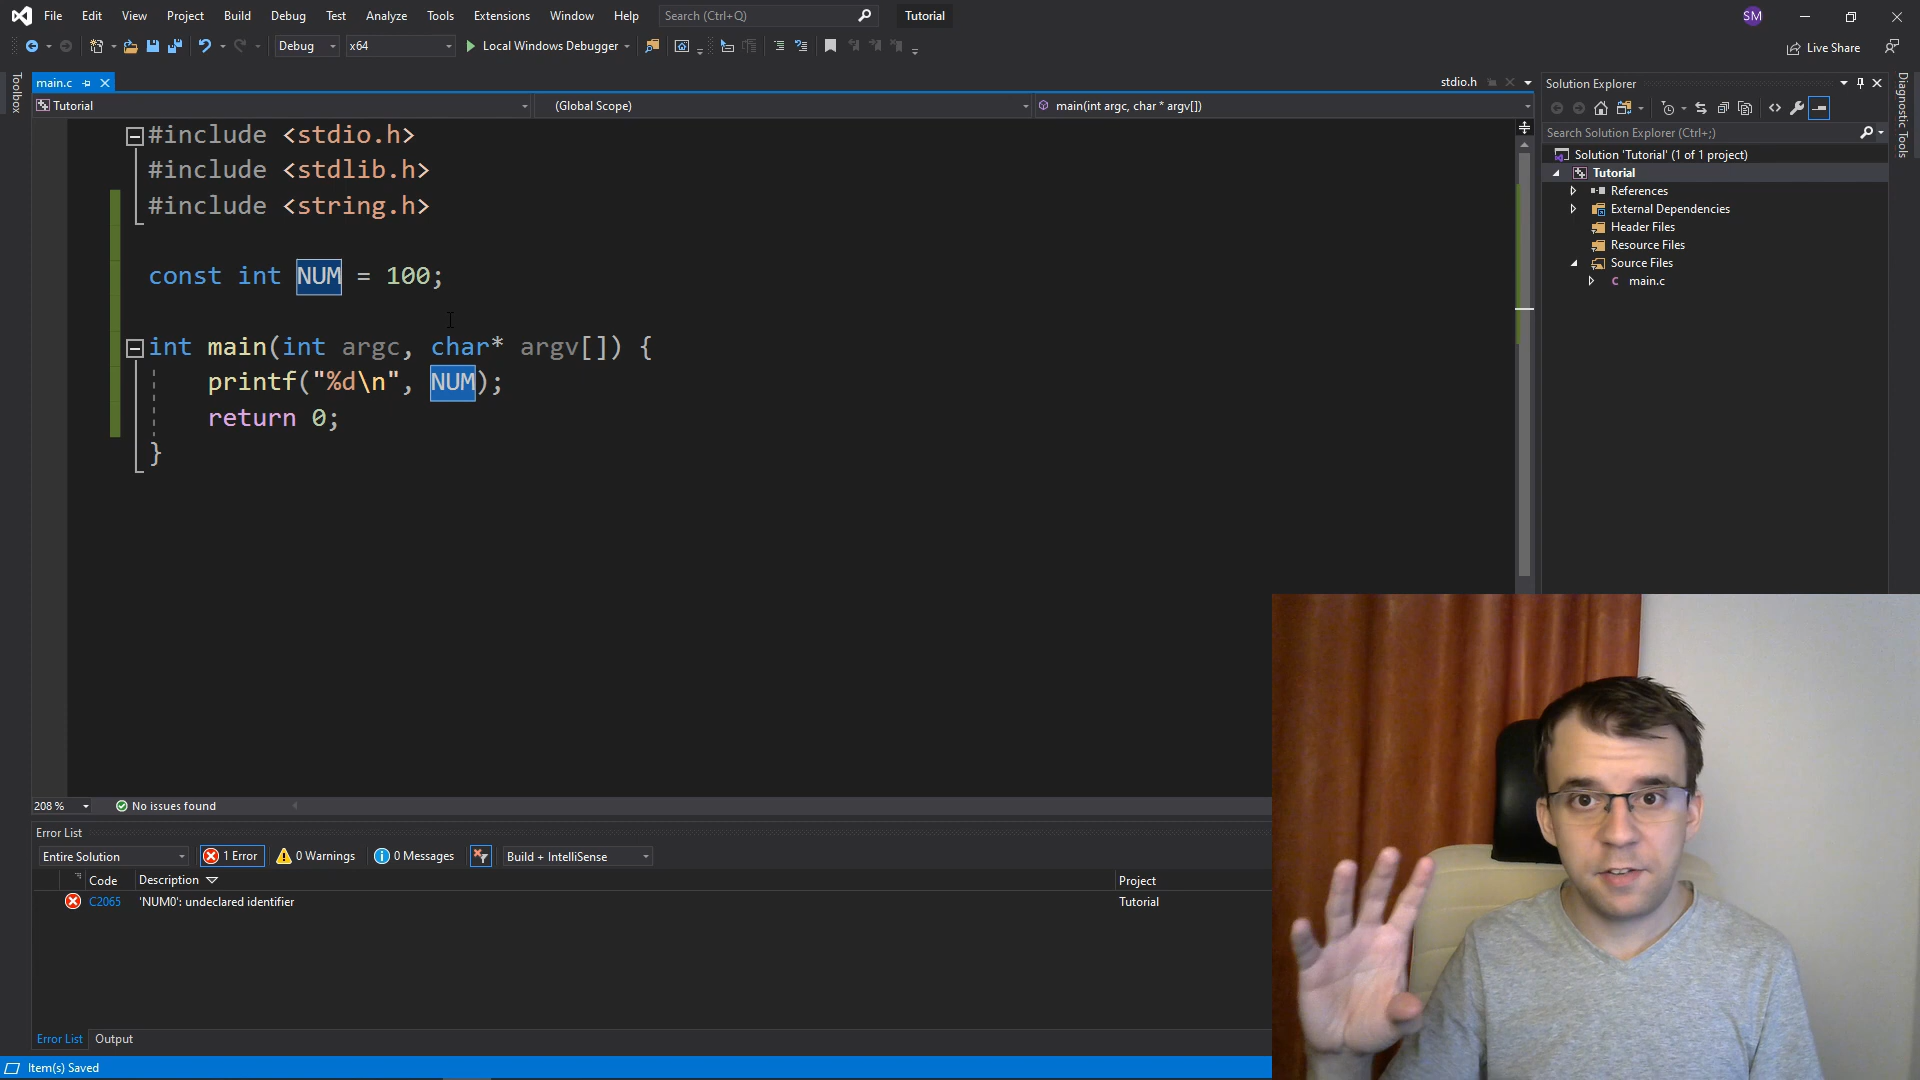 File Edit View Project Build Debug Test Analyze Tools Extensions Window Help Search (Ctrl+Q) Tutorial SM
Debug x64 Local Windows Debugger Live Share
Toolbox
main.c stdio.h
Tutorial (Global Scope) main(int argc, char * argv[])
#include <stdio.h>
#include <stdlib.h>
#include <string.h>
const int NUM = 100;
int main(int argc, char* argv[]) {
printf("%d\n", NUM);
return 0;
}
Solution Explorer
Search Solution Explorer (Ctrl+;)
Solution 'Tutorial' (1 of 1 project)
Tutorial
References
External Dependencies
Header Files
Resource Files
Source Files
C main.c
Diagnostic Tools
208 % No issues found
Error List
Entire Solution 1 Error 0 Warnings 0 Messages Build + IntelliSense
Code Description Project
C2065 'NUM0': undeclared identifier Tutorial
Error List Output
Item(s) Saved